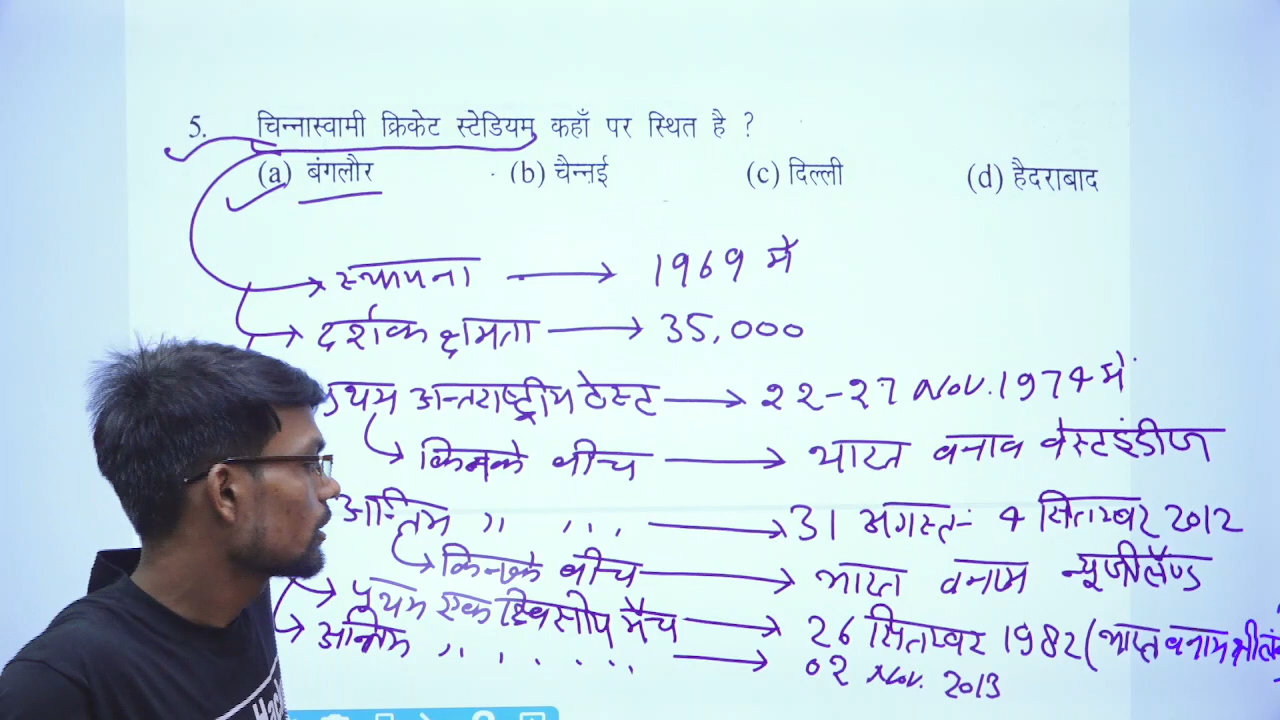 5. चिन्नास्वामी क्रिकेट स्टेडियम कहाँ पर स्थित है ?
(a) बंगलौर (b) चैन्नई (c) दिल्ली (d) हैदराबाद
स्थापना → 1969 में
दर्शक क्षमता → 35,000
प्रथम अन्तराष्ट्रीय टेस्ट → 22-27 Nov. 1974 में
किनके बीच → भारत बनाम वेस्टइंडीज
अन्तिम ,, ,,, → 31 अगस्त - 4 सितम्बर 2012
किनके बीच → भारत बनाम न्यूजीलैण्ड
प्रथम एक दिवसीय मैच → 26 सितम्बर 1982 (भारत बनाम
अन्तिम ,, ,, → 02 Nov. 2013
Hac